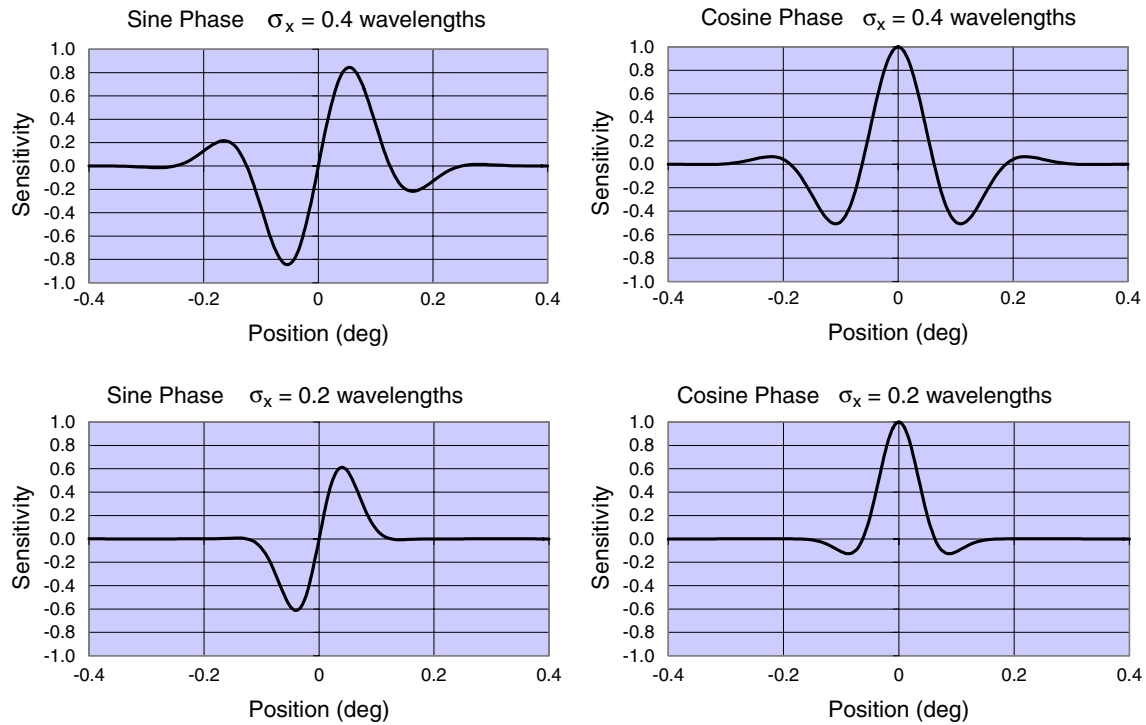 Sine Phase σx = 0.4 wavelengths
1.0
0.8
0.6
0.4
0.2
0.0
-0.2
-0.4
-0.6
-0.8
-1.0
Sensitivity
-0.4 -0.2 0 0.2 0.4
Position (deg)
Cosine Phase σx = 0.4 wavelengths
1.0
0.8
0.6
0.4
0.2
0.0
-0.2
-0.4
-0.6
-0.8
-1.0
Sensitivity
-0.4 -0.2 0 0.2 0.4
Position (deg)
Sine Phase σx = 0.2 wavelengths
1.0
0.8
0.6
0.4
0.2
0.0
-0.2
-0.4
-0.6
-0.8
-1.0
Sensitivity
-0.4 -0.2 0 0.2 0.4
Position (deg)
Cosine Phase σx = 0.2 wavelengths
1.0
0.8
0.6
0.4
0.2
0.0
-0.2
-0.4
-0.6
-0.8
-1.0
Sensitivity
-0.4 -0.2 0 0.2 0.4
Position (deg)